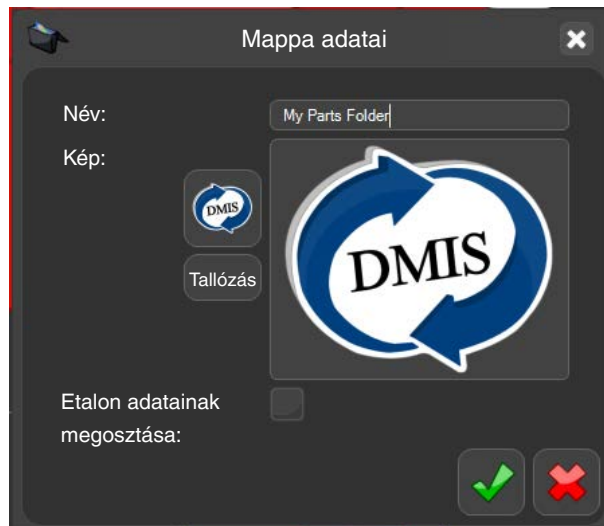 Mappa adatai
Név:
My Parts Folder
Kép:
DMIS
DMIS
Tallózás
Etalon adatainak
megosztása: